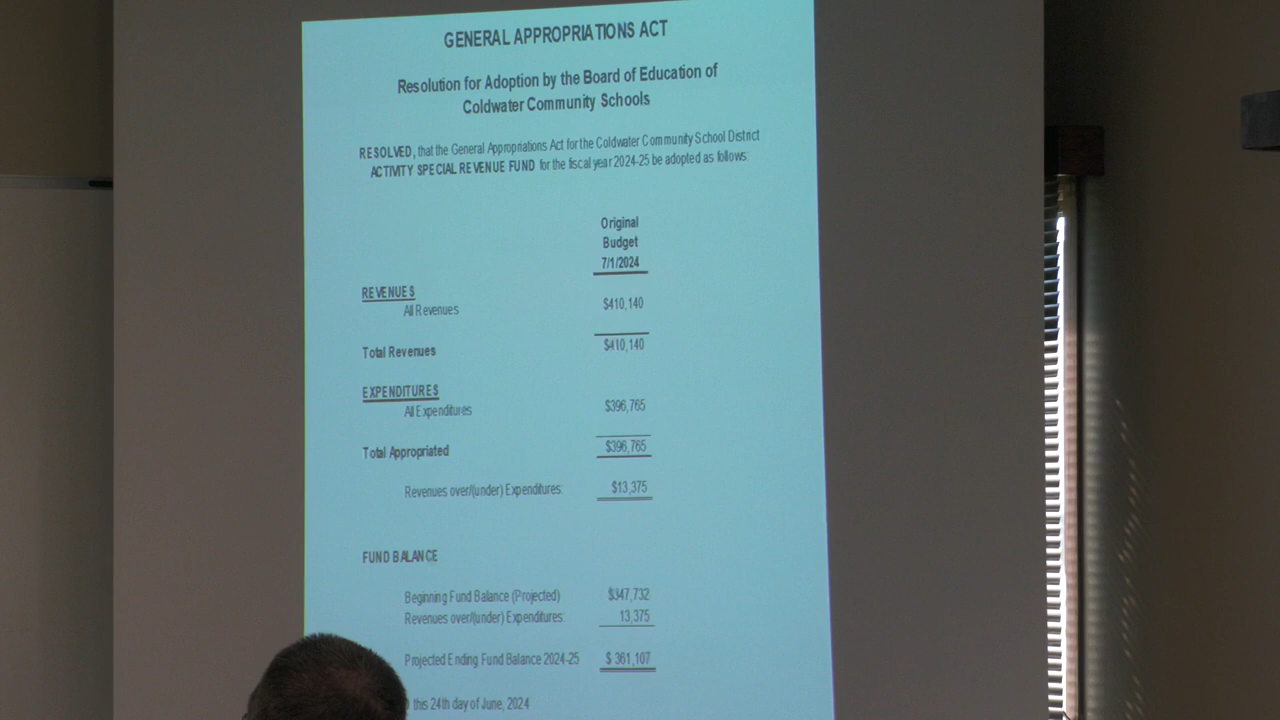 GENERAL APPROPRIATIONS ACT
Resolution for Adoption by the Board of Education of
Coldwater Community Schools
RESOLVED, that the General Appropriations Act for the Coldwater Community School District
ACTIVITY SPECIAL REVENUE FUND for the fiscal year 2024-25 be adopted as follows:
Original
Budget
7/1/2024
REVENUES
All Revenues $410,140
Total Revenues $410,140
EXPENDITURES
All Expenditures $396,765
Total Appropriated $396,765
Revenues over/(under) Expenditures: $13,375
FUND BALANCE
Beginning Fund Balance (Projected) $347,732
Revenues over/(under) Expenditures: 13,375
Projected Ending Fund Balance 2024-25 $ 361,107
this 24th day of June, 2024